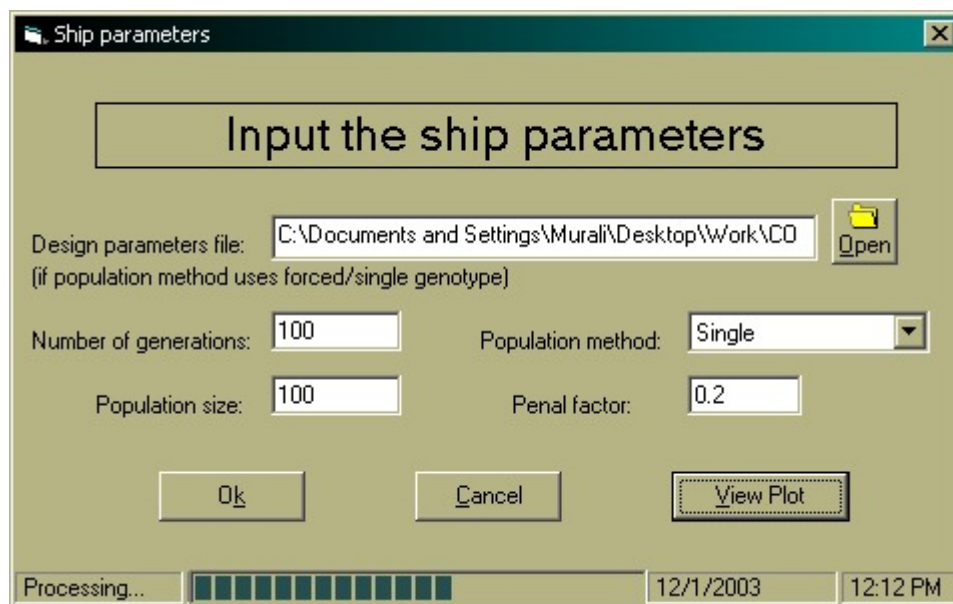 Ship parameters
Input the ship parameters
Design parameters file: C:\Documents and Settings\Murali\Desktop\Work\CO Open
(if population method uses forced/single genotype)
Number of generations: 100 Population method: Single
Population size: 100 Penal factor: 0.2
Ok Cancel View Plot
Processing... 12/1/2003 12:12 PM